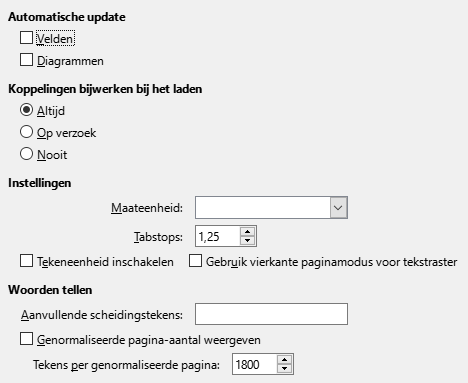 Automatische update
Velden
Diagrammen
Koppelingen bijwerken bij het laden
Altijd
Op verzoek
Nooit
Instellingen
Maateenheid:
Tabstops: 1,25
Tekeneenheid inschakelen Gebruik vierkante paginamodus voor tekstraster
Woorden tellen
Aanvullende scheidingstekens:
Genormaliseerde pagina-aantal weergeven
Tekens per genormaliseerde pagina: 1800